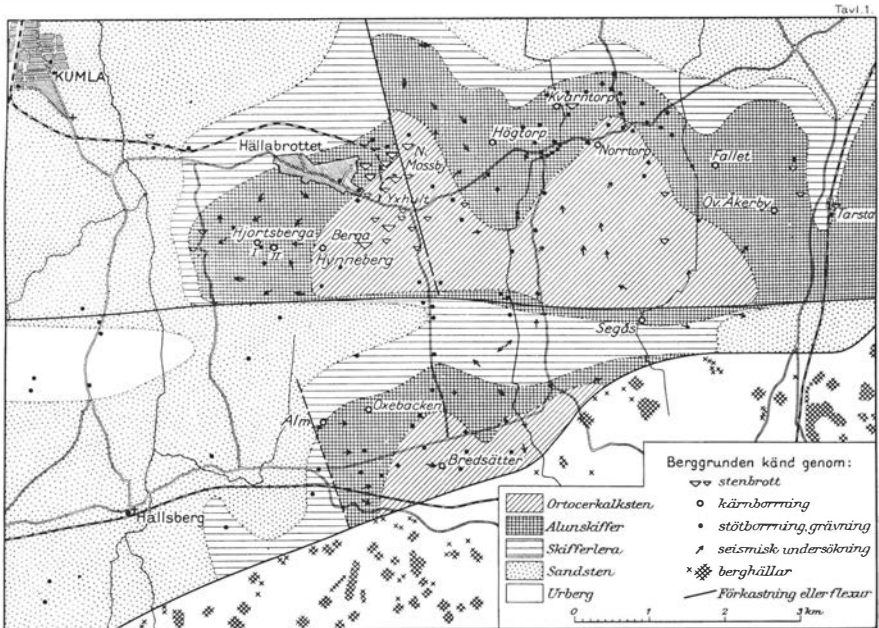 Tavl.1.
KUMLA
Kvarntorp
Högtorp
Hällabrottet
N.
Mossby
Norrtorp
Fallet
Yxhult
Öv. Åkerby
Tarsta
Hjortsberga
I II
Berga
Hynneberg
Segås
Oxebacken
Alm
Bredsätter
Hallsberg
Berggrunden känd genom:
stenbrott
kärnborrning
stötborrning, grävning
seismisk undersökning
berghällar
Förkastning eller flexur
Ortocerkalksten
Alunskiffer
Skifferlera
Sandsten
Urberg
0 1 2 3 km.